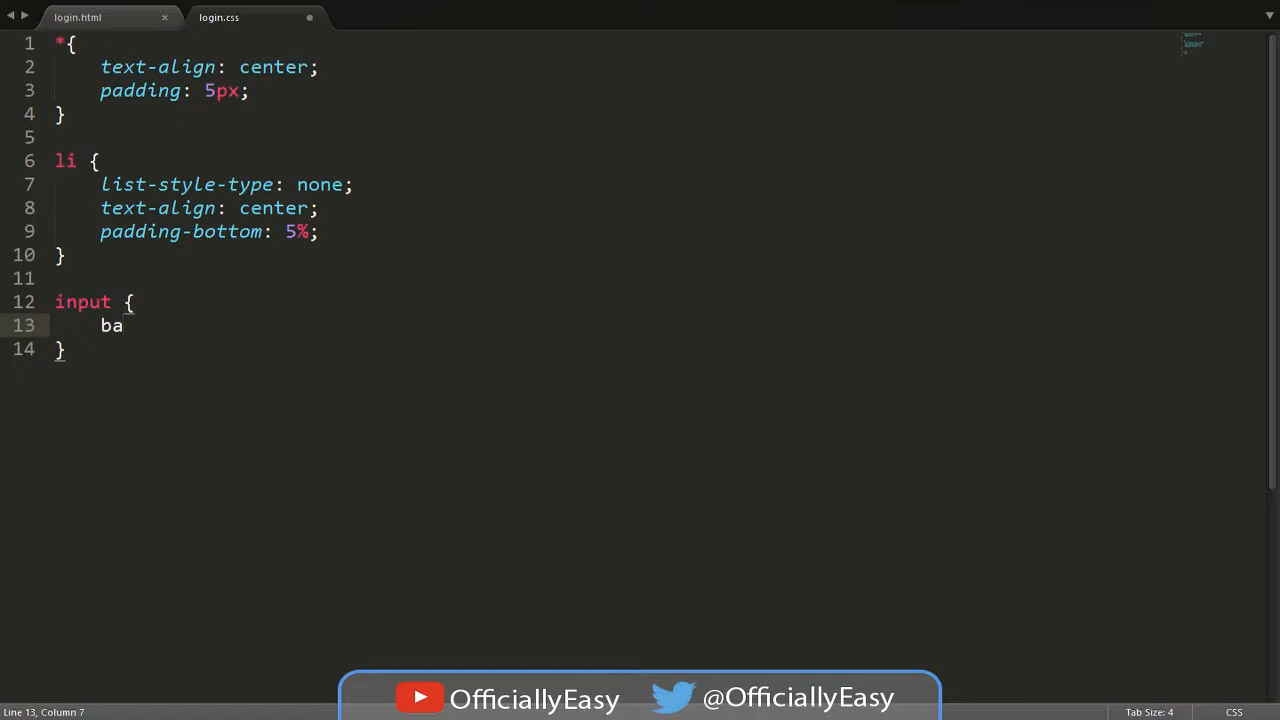 login.html × login.css
1 *{
2 text-align: center;
3 padding: 5px;
4 }
5
6 li {
7 list-style-type: none;
8 text-align: center;
9 padding-bottom: 5%;
10 }
11
12 input {
13 ba
14 }
OfficiallyEasy @OfficiallyEasy
Line 13, Column 7 Tab Size: 4 CSS